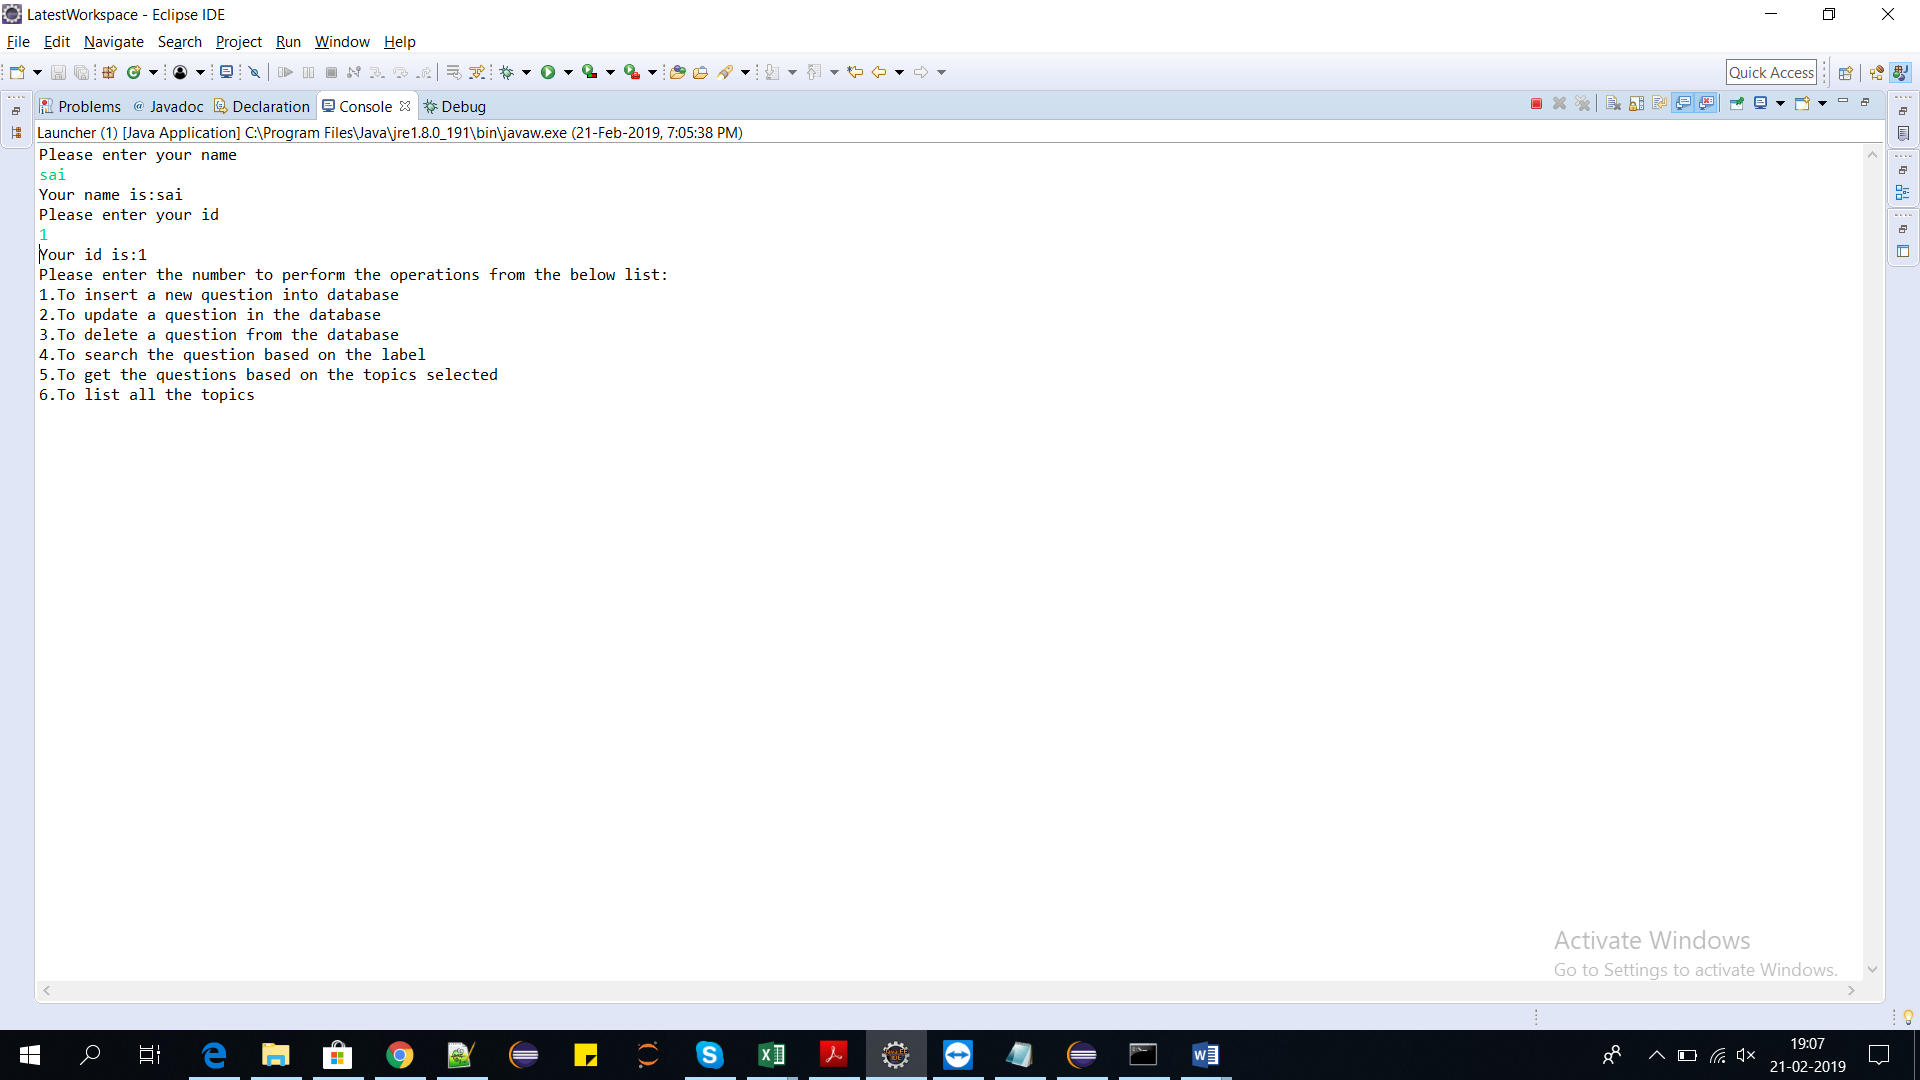 LatestWorkspace - Eclipse IDE
File Edit Navigate Search Project Run Window Help
Quick Access
Problems @ Javadoc Declaration Console Debug
Launcher (1) [Java Application] C:\Program Files\Java\jre1.8.0_191\bin\javaw.exe (21-Feb-2019, 7:05:38 PM)
Please enter your name
sai
Your name is:sai
Please enter your id
1
Your id is:1
Please enter the number to perform the operations from the below list:
1.To insert a new question into database
2.To update a question in the database
3.To delete a question from the database
4.To search the question based on the label
5.To get the questions based on the topics selected
6.To list all the topics
Activate Windows
Go to Settings to activate Windows.
19:07
21-02-2019